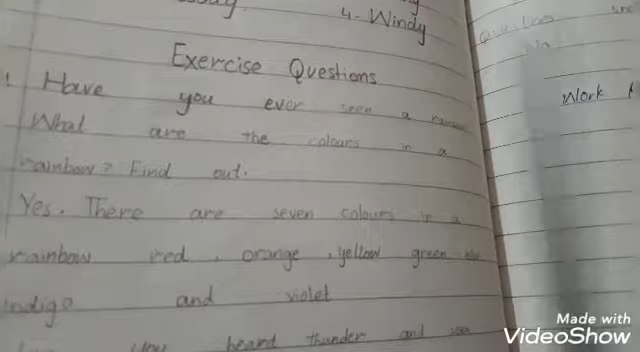 4. Windy
Exercise Questions
1 Have you ever seen a
What are the colours in a
rainbow? Find out.
Yes. There are seven colours in a
rainbow red, orange, yellow green
indigo and violet
you heard thunder and seen
Work
Made with
VideoShow